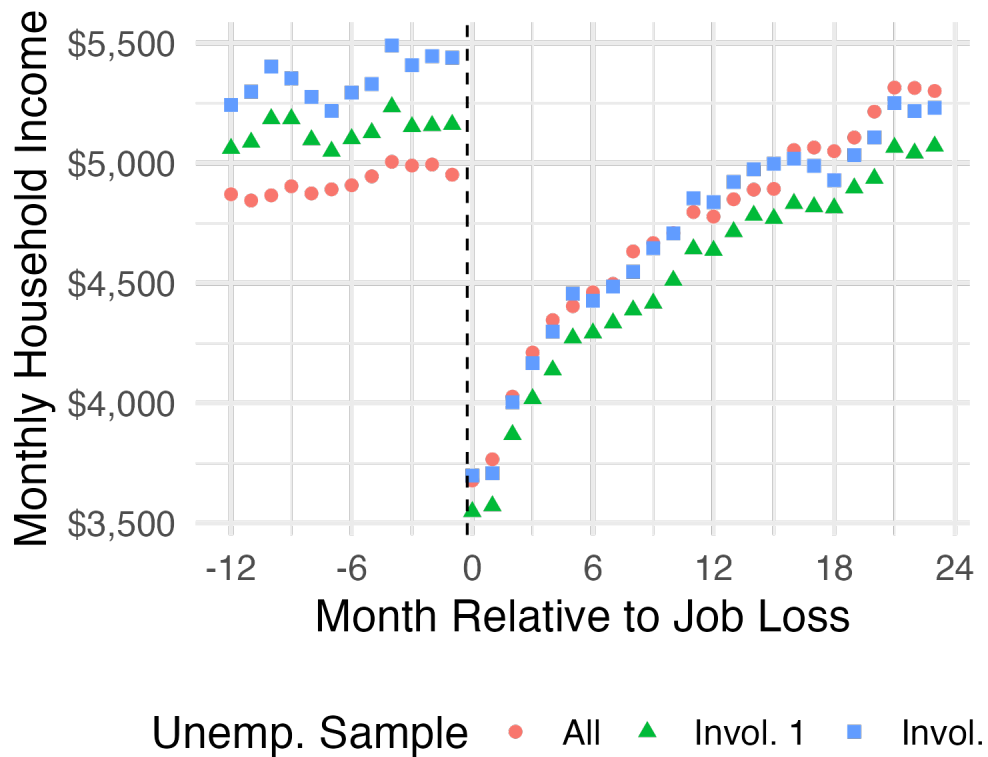 Monthly Household Income
$5,500
$5,000
$4,500
$4,000
$3,500
-12 -6 0 6 12 18 24
Month Relative to Job Loss
Unemp. Sample All Invol. 1 Invol.